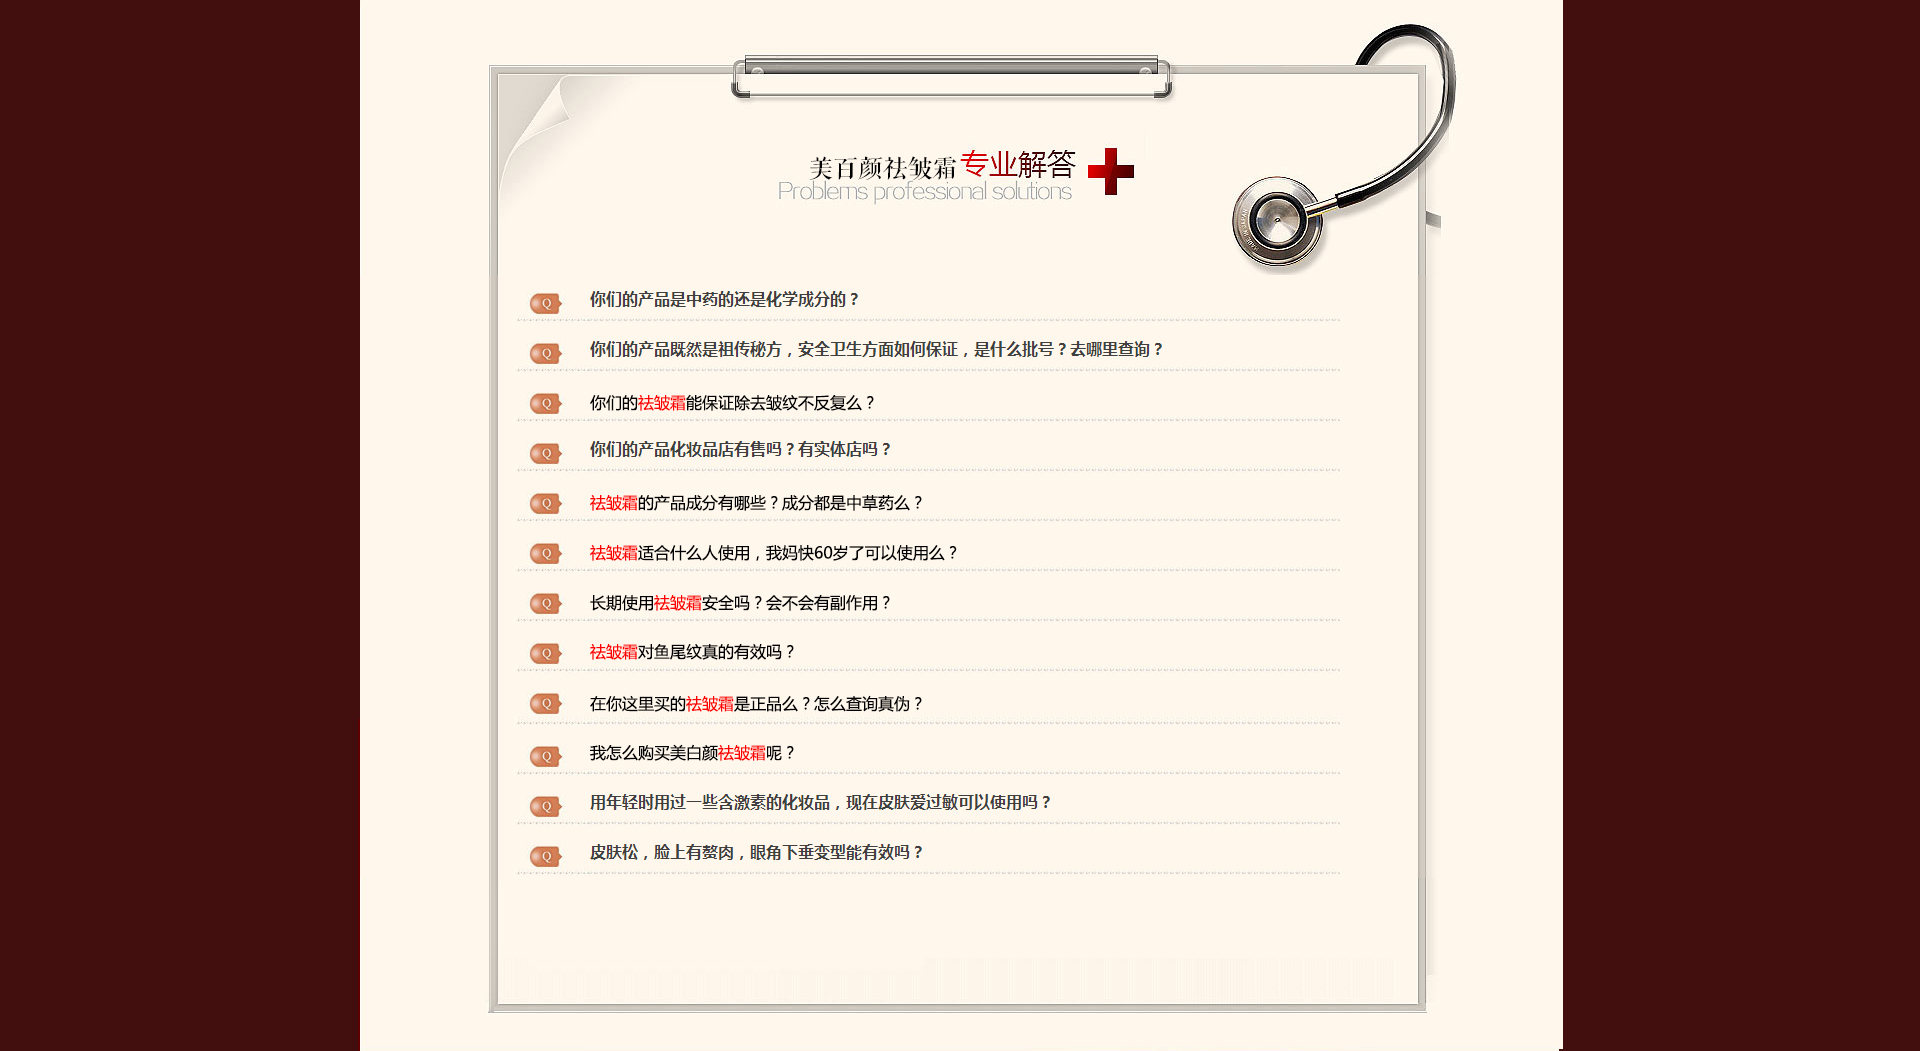 美百颜祛皱霜专业解答
Problems professional solutions
Q 你们的产品是中药的还是化学成分的？
Q 你们的产品既然是祖传秘方，安全卫生方面如何保证，是什么批号？去哪里查询？
Q 你们的祛皱霜能保证除去皱纹不反复么？
Q 你们的产品化妆品店有售吗？有实体店吗？
Q 祛皱霜的产品成分有哪些？成分都是中草药么？
Q 祛皱霜适合什么人使用，我妈快60岁了可以使用么？
Q 长期使用祛皱霜安全吗？会不会有副作用？
Q 祛皱霜对鱼尾纹真的有效吗？
Q 在你这里买的祛皱霜是正品么？怎么查询真伪？
Q 我怎么购买美白颜祛皱霜呢？
Q 用年轻时用过一些含激素的化妆品，现在皮肤爱过敏可以使用吗？
Q 皮肤松，脸上有赘肉，眼角下垂变型能有效吗？